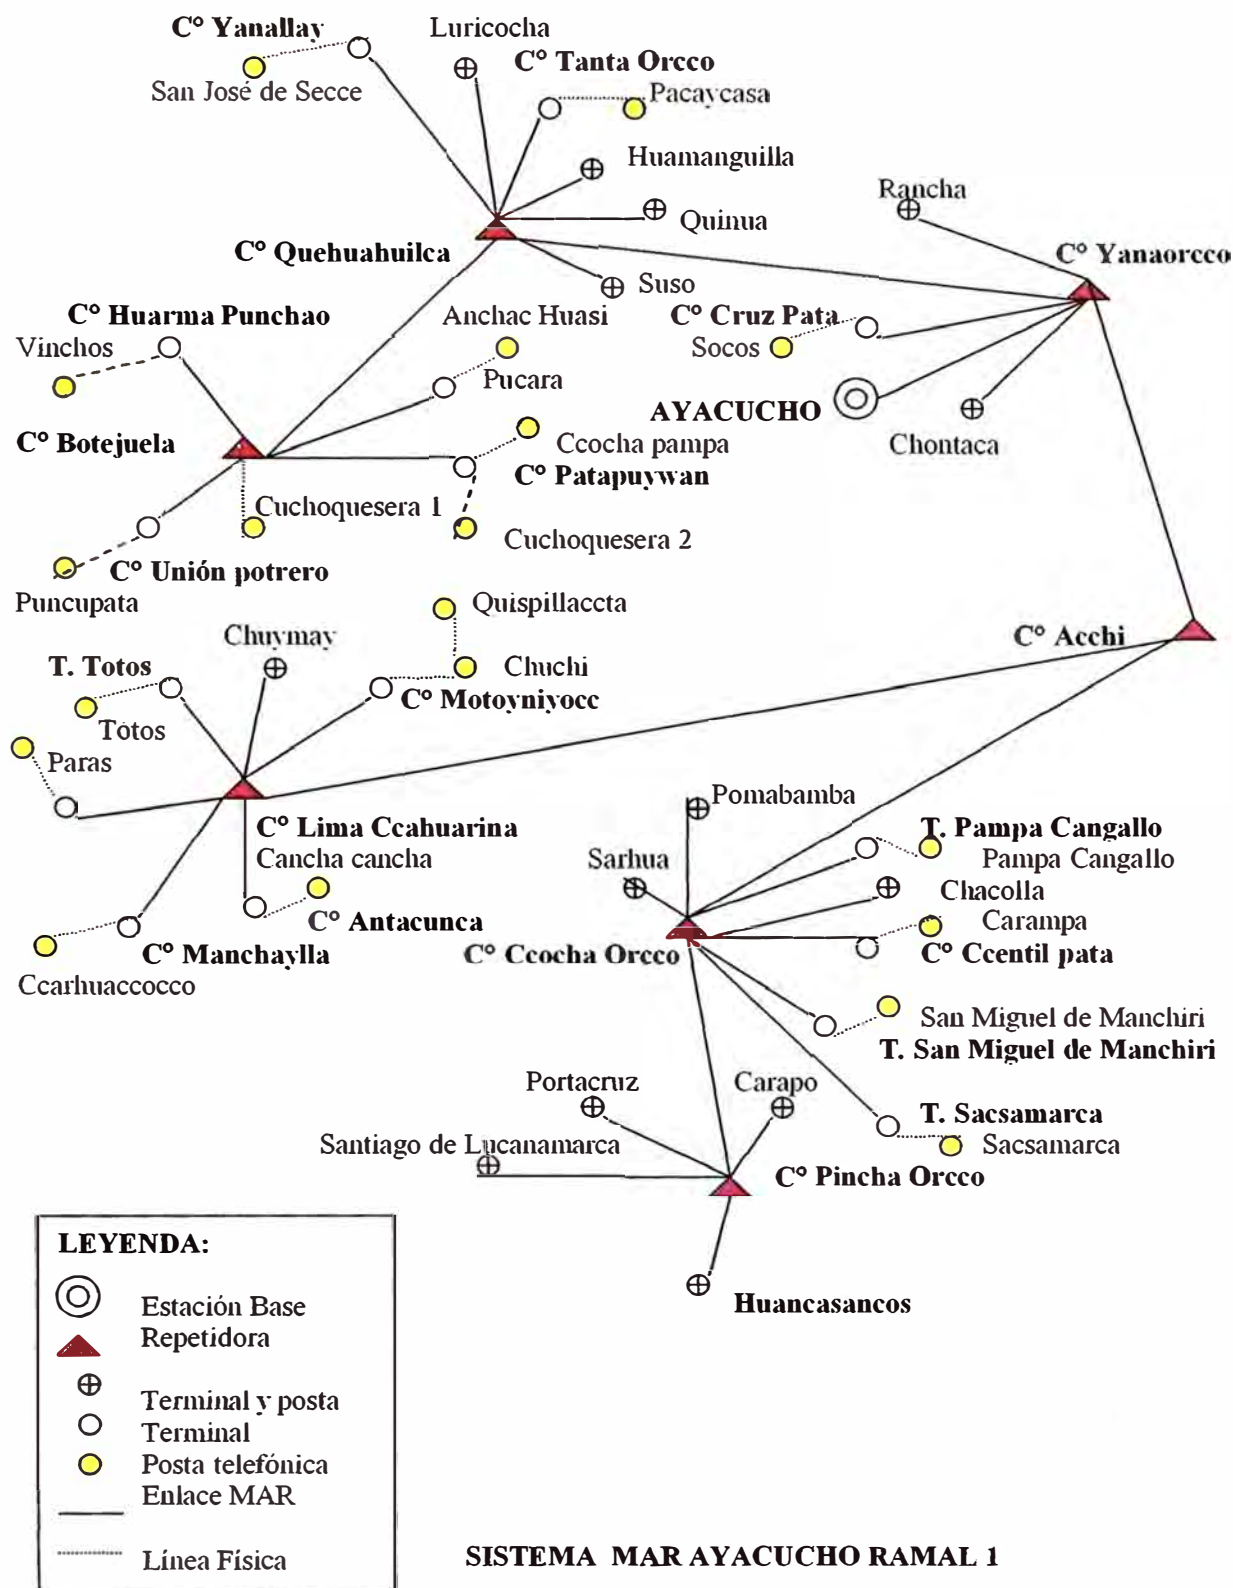 C° Yanallay
Luricocha
San José de Secce
C° Tanta Orcco
Pacaycasa
Huamanguilla
Quinua
Rancha
C° Quehuahuilca
C° Yanaorcco
Suso
C° Huarma Punchao
Anchac Huasi
C° Cruz Pata
Vinchos
Socos
Pucara
C° Botejuela
AYACUCHO
Ccocha pampa
Chontaca
C° Patapuywan
Cuchoquesera 1
Cuchoquesera 2
C° Unión potrero
Puncupata
Quispillaccta
Chuymay
C° Acchi
T. Totos
Chuchi
C° Motoyniyocc
Totos
Paras
Pomabamba
C° Lima Ccahuarina
T. Pampa Cangallo
Cancha cancha
Sarhua
Pampa Cangallo
Chacolla
C° Antacunca
Carampa
C° Manchaylla
C° Ccocha Orcco
C° Ccentil pata
Ccarhuaccocco
San Miguel de Manchiri
T. San Miguel de Manchiri
Portacruz
Carapo
T. Sacsamarca
Santiago de Lucanamarca
Sacsamarca
C° Pincha Orcco
Huancasancos
LEYENDA:
Estación Base
Repetidora
Terminal y posta
Terminal
Posta telefónica
Enlace MAR
Línea Física
SISTEMA MAR AYACUCHO RAMAL 1